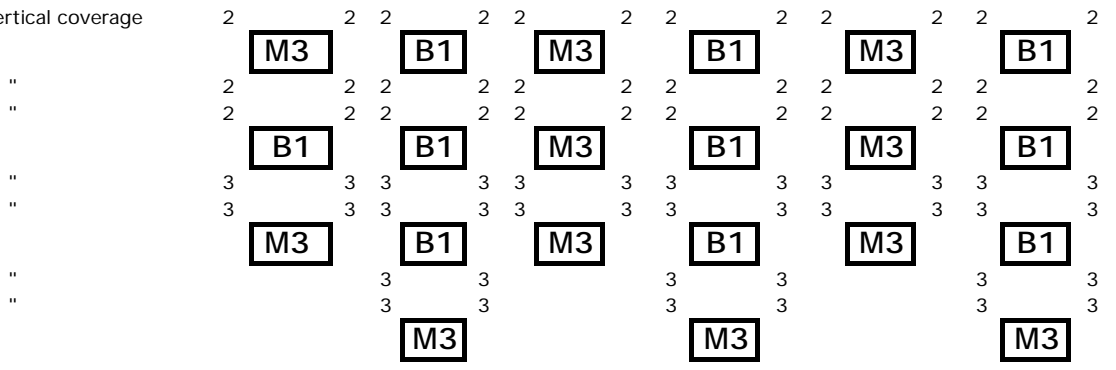 ertical coverage 2 2 2 2 2 2 2 2 2 2 2 2
M3 B1 M3 B1 M3 B1
" 2 2 2 2 2 2 2 2 2 2 2 2
" 2 2 2 2 2 2 2 2 2 2 2 2
B1 B1 M3 B1 M3 B1
" 3 3 3 3 3 3 3 3 3 3 3 3
" 3 3 3 3 3 3 3 3 3 3 3 3
M3 B1 M3 B1 M3 B1
" 3 3 3 3 3 3
" 3 3 3 3 3 3
M3 M3 M3